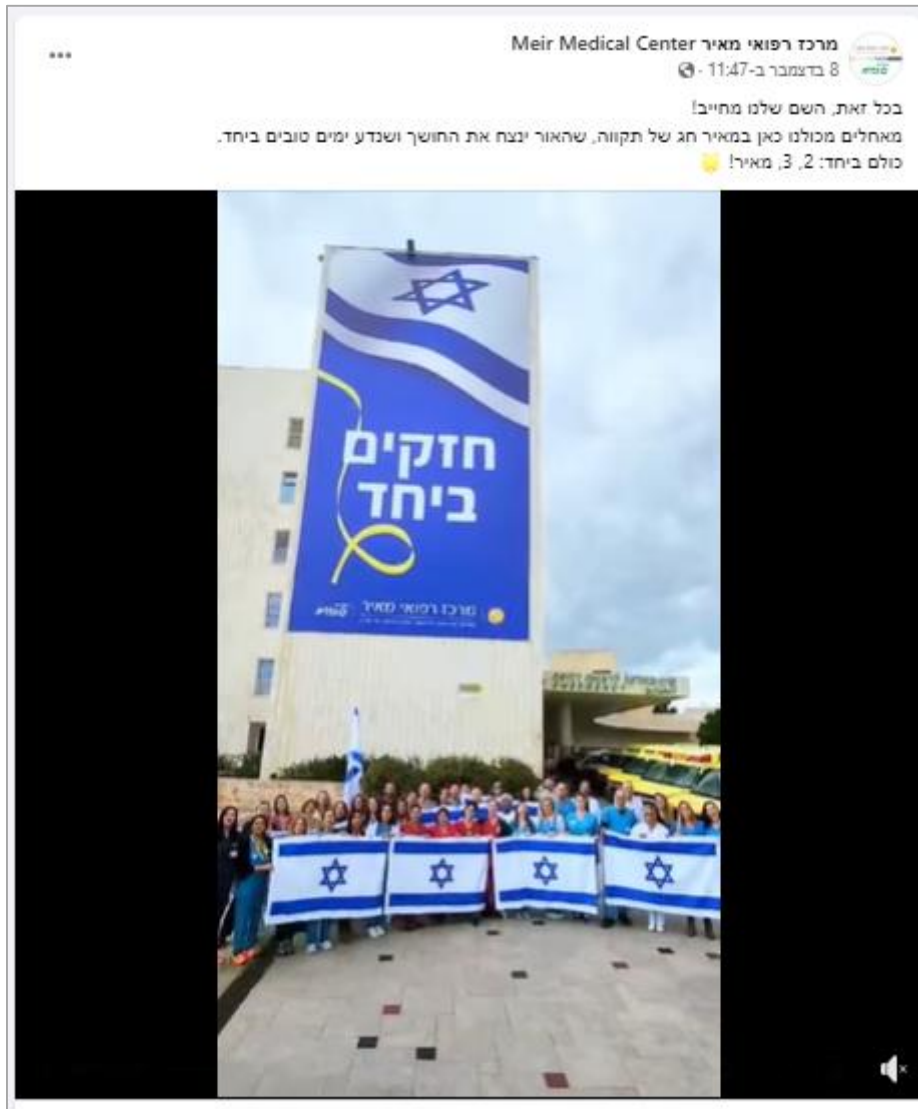 מרכז רפואי מאיר Meir Medical Center
8 בדצמבר ב-11:47
בכל זאת, השם שלנו מחייב!
מאחלים מכולנו כאן במאיר חג של תקווה, שהאור ינצח את החושך ושנדע ימים טובים ביחד.
כולם ביחד: 2, 3, מאיר!
חזקים
ביחד
מרכז רפואי מאיר